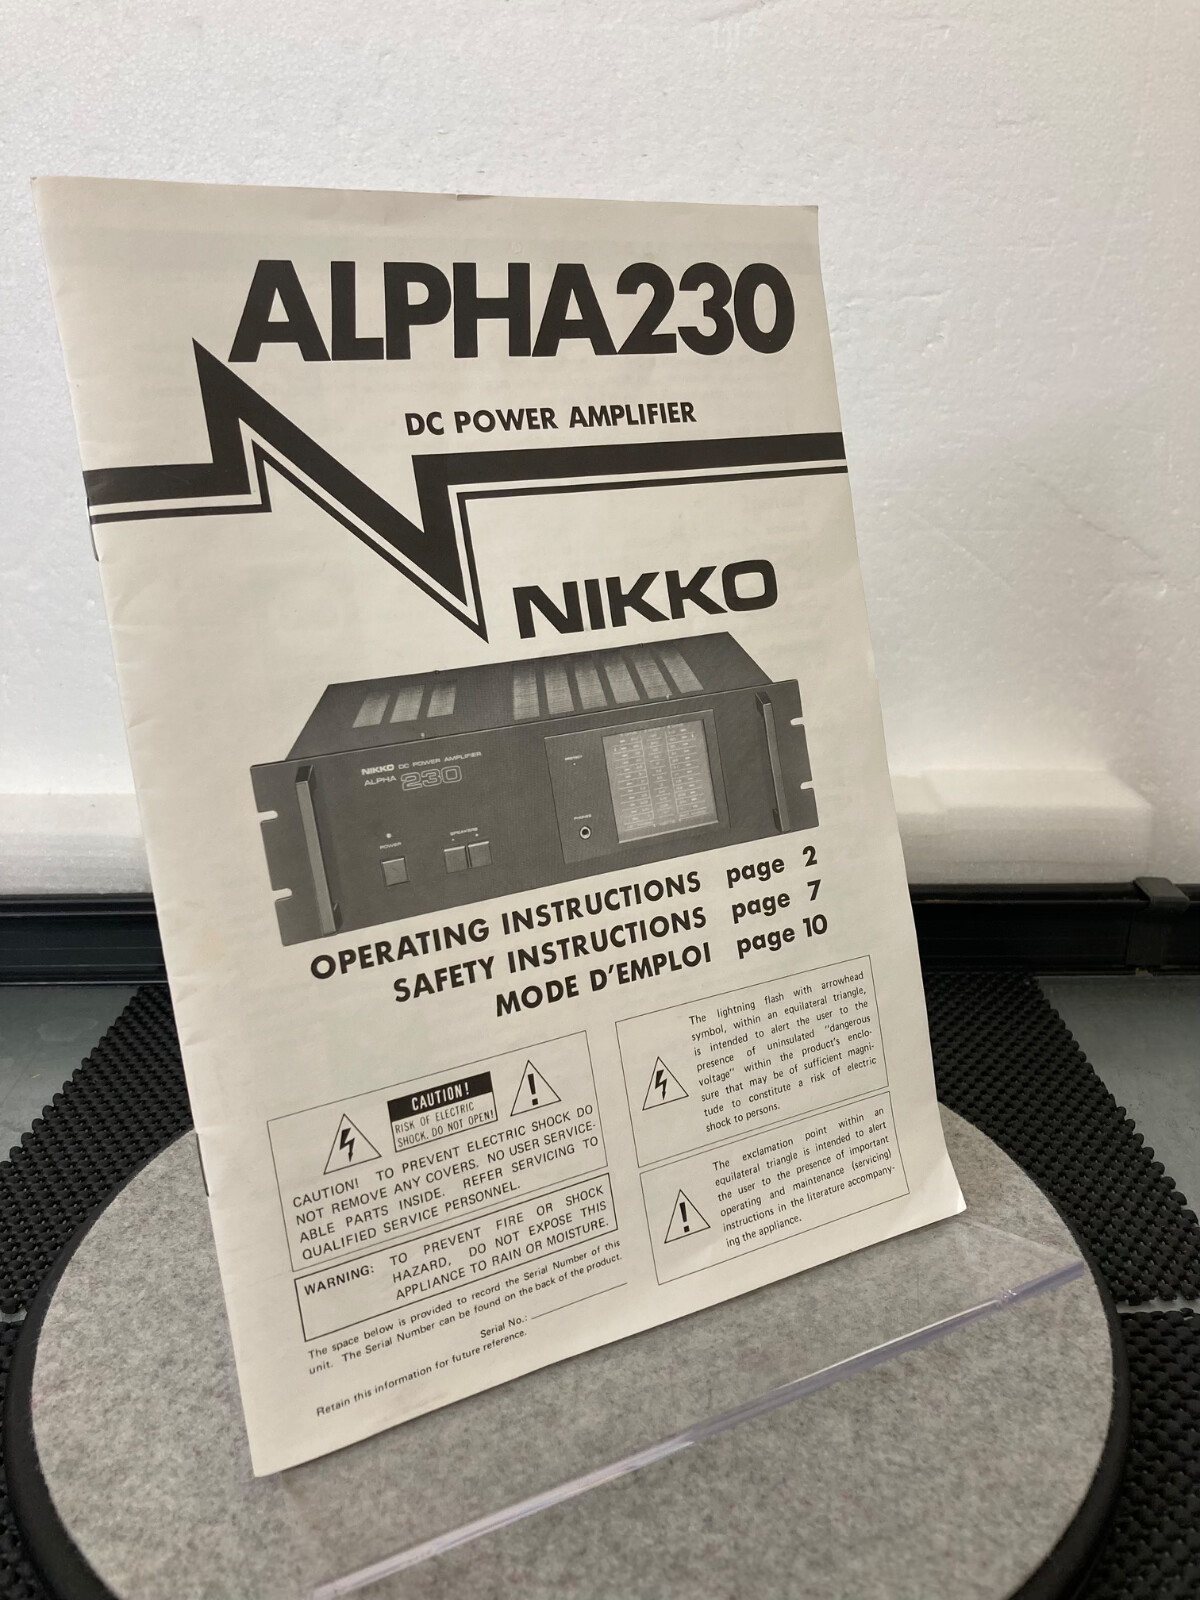 ALPHA230
DC POWER AMPLIFIER
NIKKO
NIKKO DC POWER AMPLIFIER
ALPHA 230
POWER
SPEAKERS
PHONES
OPERATING INSTRUCTIONS page 2
SAFETY INSTRUCTIONS page 7
MODE D'EMPLOI page 10
CAUTION!
RISK OF ELECTRIC
SHOCK. DO NOT OPEN!
CAUTION! TO PREVENT ELECTRIC SHOCK DO
NOT REMOVE ANY COVERS. NO USER SERVICE-
ABLE PARTS INSIDE. REFER SERVICING TO
QUALIFIED SERVICE PERSONNEL.
WARNING: TO PREVENT FIRE OR SHOCK
HAZARD, DO NOT EXPOSE THIS
APPLIANCE TO RAIN OR MOISTURE.
The space below is provided to record the Serial Number of this
unit. The Serial Number can be found on the back of the product.
Serial No.:
Retain this information for future reference.
The lightning flash with arrowhead
symbol, within an equilateral triangle,
is intended to alert the user to the
presence of uninsulated "dangerous
voltage" within the product's enclo-
sure that may be of sufficient magni-
tude to constitute a risk of electric
shock to persons.
The exclamation point within an
equilateral triangle is intended to alert
the user to the presence of important
operating and maintenance (servicing)
instructions in the literature accompany-
ing the appliance.